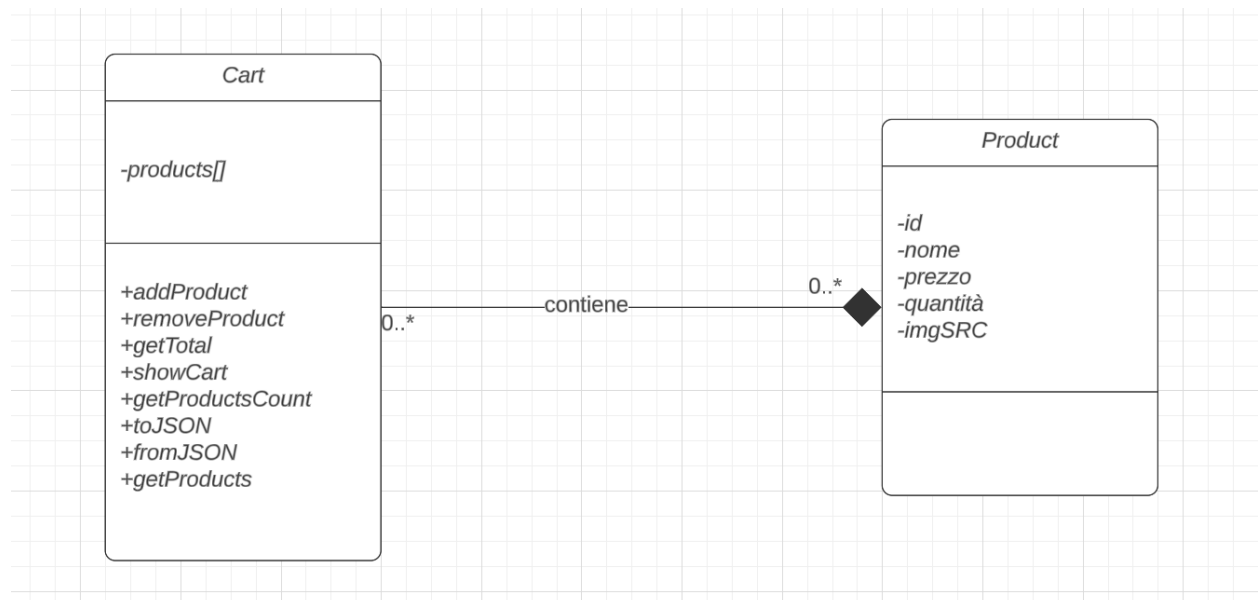 Cart
-products[]
+addProduct
+removeProduct
+getTotal
+showCart
+getProductsCount
+toJSON
+fromJSON
+getProducts
0..*
contiene
0..*
Product
-id
-nome
-prezzo
-quantità
-imgSRC